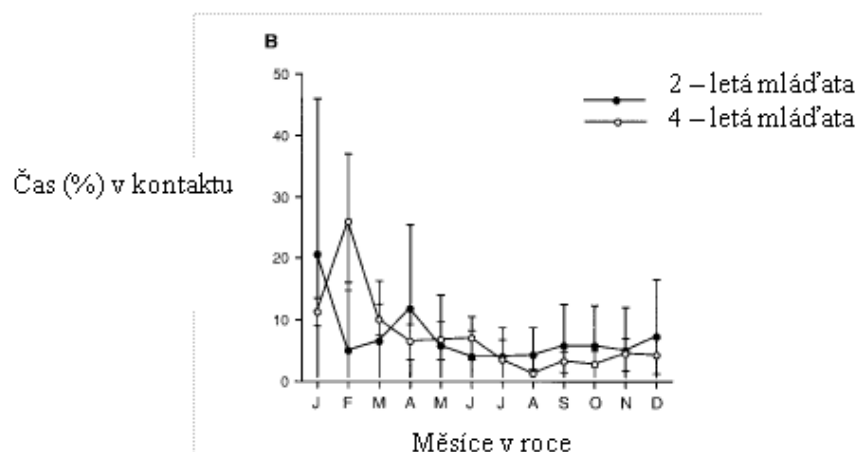 B
50
40
30
20
10
0
J F M A M J J A S O N D
Čas (%) v kontaktu
Měsíce v roce
2 – letá mláďata
4 – letá mláďata